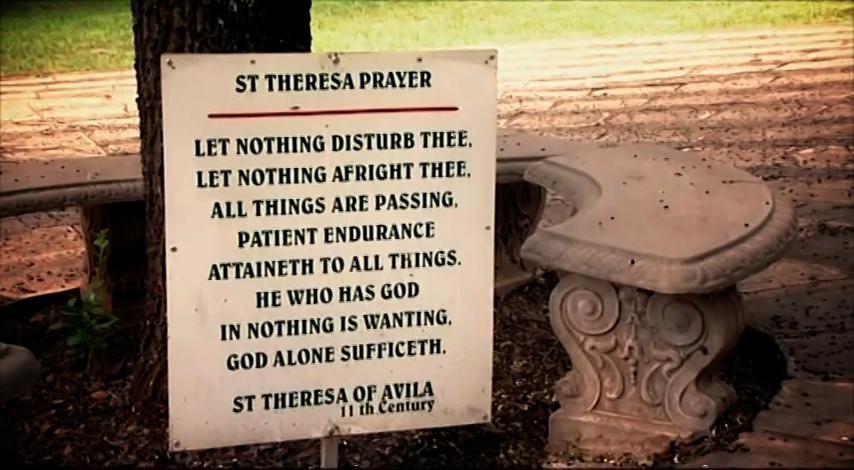 ST THERESA PRAYER
LET NOTHING DISTURB THEE,
LET NOTHING AFRIGHT THEE,
ALL THINGS ARE PASSING,
PATIENT ENDURANCE
ATTAINETH TO ALL THINGS.
HE WHO HAS GOD
IN NOTHING IS WANTING,
GOD ALONE SUFFICETH.
ST THERESA OF AVILA
11 th Century